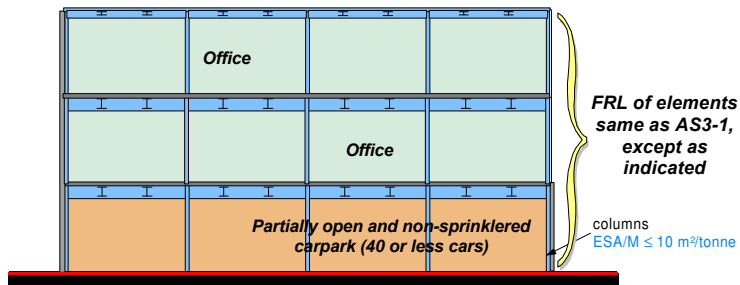 Office
FRL of elements
same as AS3-1,
except as
indicated
Office
Partially open and non-sprinklered
carpark (40 or less cars)
columns
ESA/M ≤ 10 m²/tonne